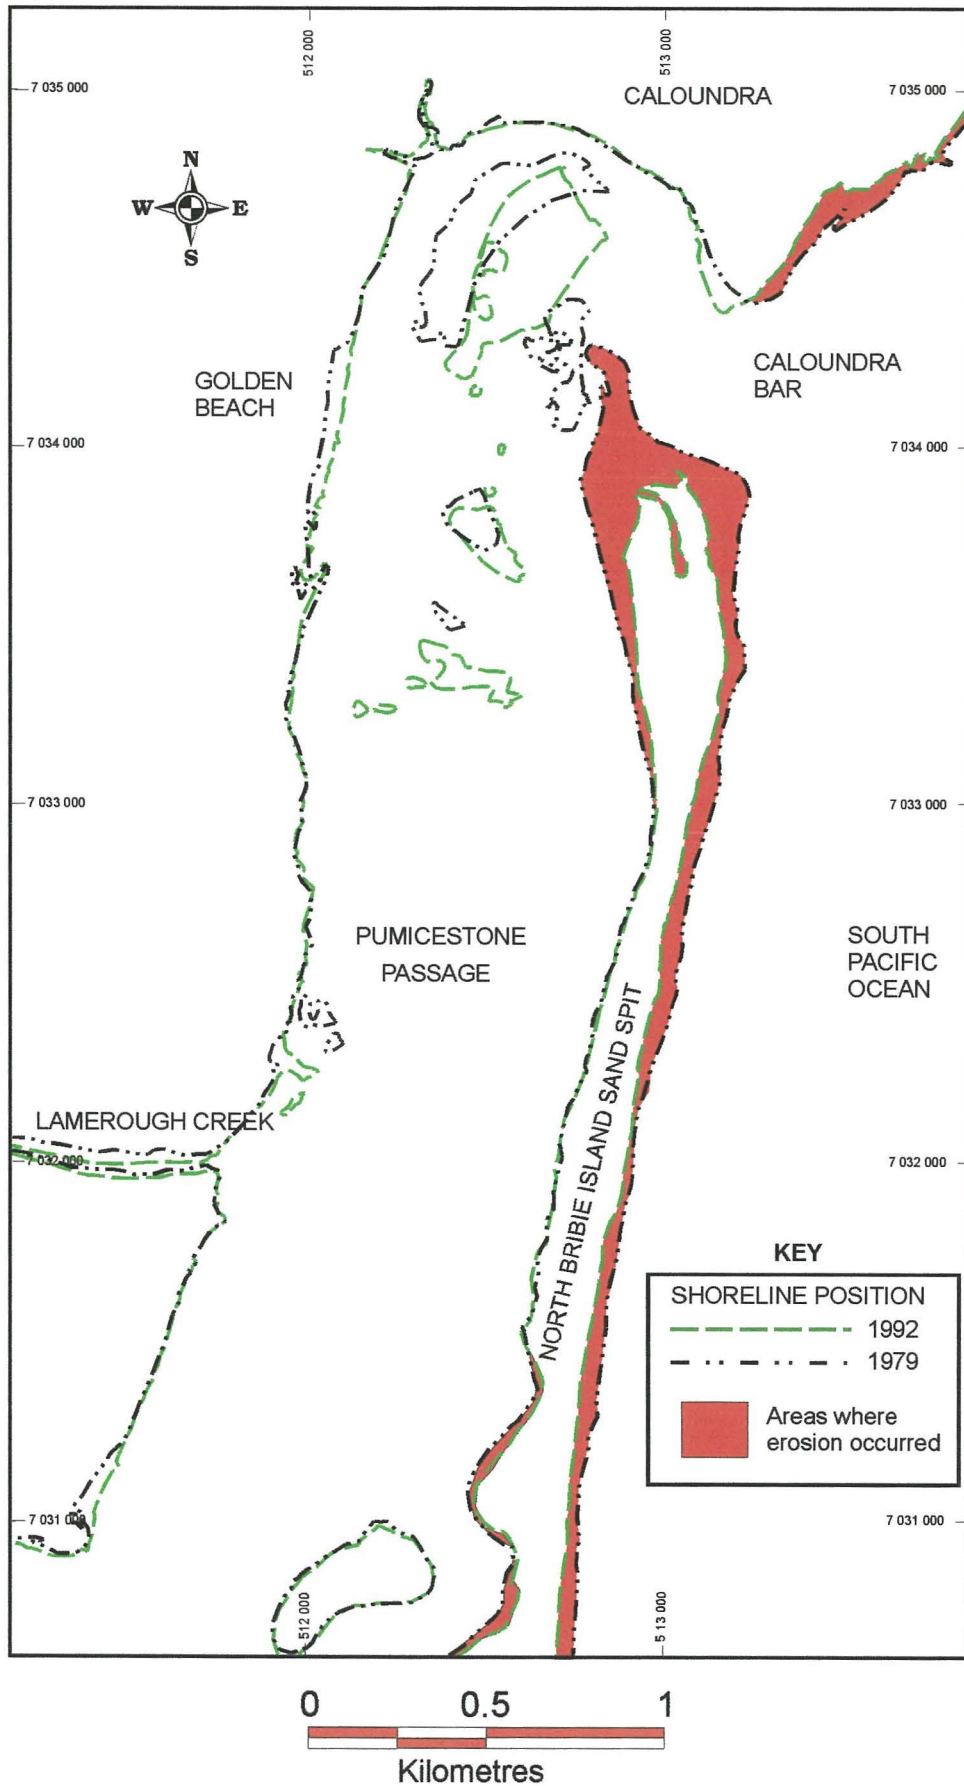 512 000
513 000
7 035 000
CALOUNDRA
7 035 000
N
W
E
S
GOLDEN
BEACH
CALOUNDRA
BAR
7 034 000
7 034 000
7 033 000
7 033 000
PUMICESTONE
PASSAGE
SOUTH
PACIFIC
OCEAN
NORTH BRIBIE ISLAND SAND SPIT
LAMEROUGH CREEK
7 032 000
7 032 000
KEY
SHORELINE POSITION
1992
1979
Areas where
erosion occurred
7 031 000
7 031 000
512 000
513 000
0 0.5 1
Kilometres